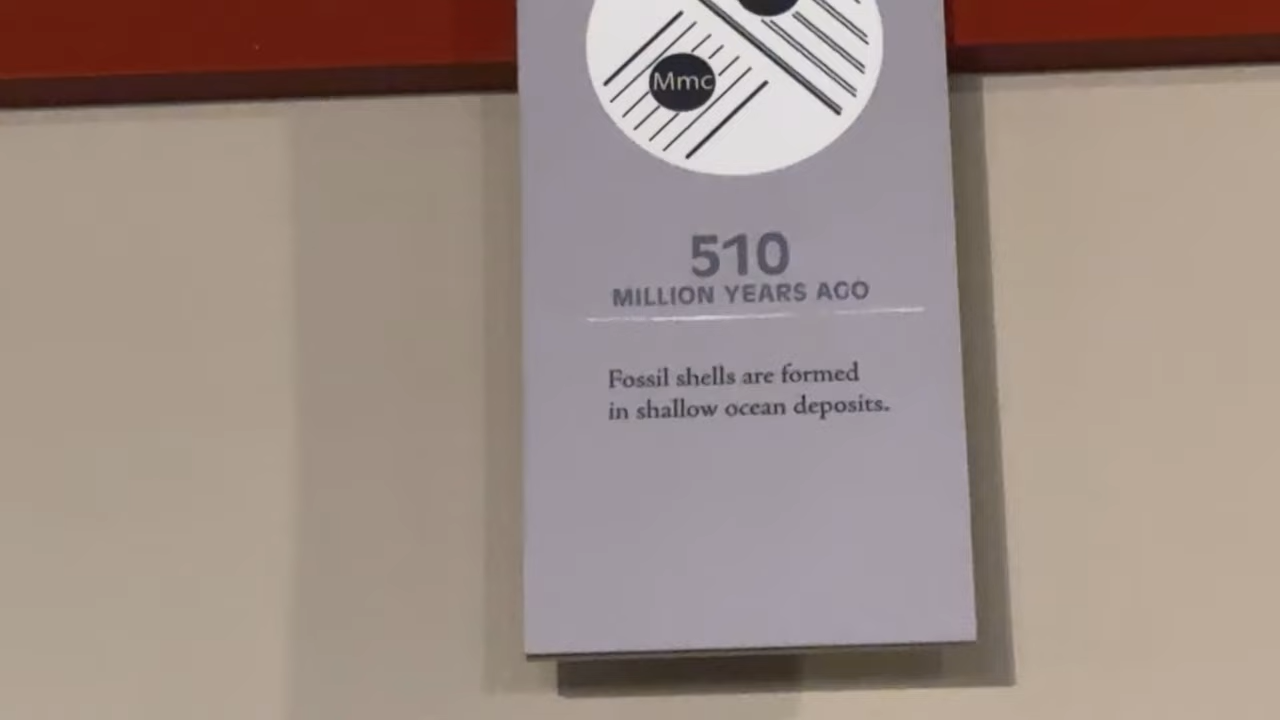 Mmc
510
MILLION YEARS AGO
Fossil shells are formed
in shallow ocean deposits.